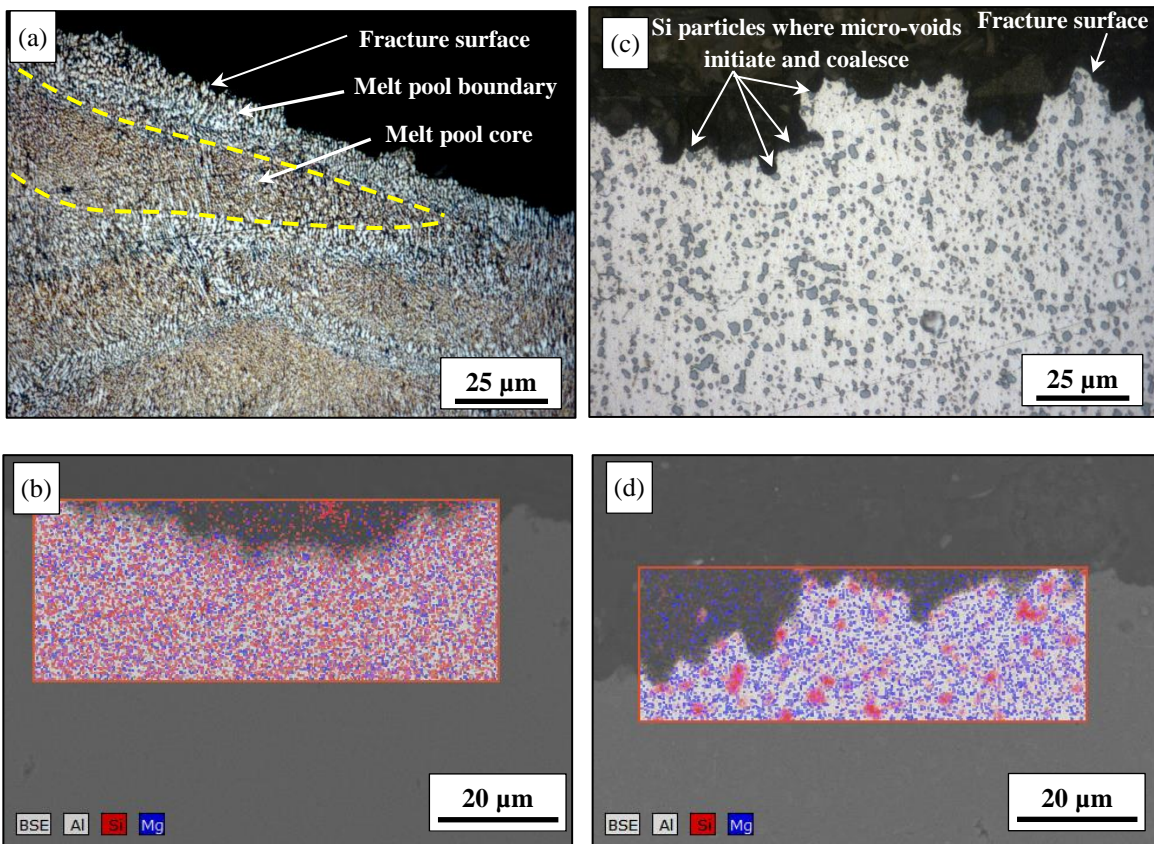 (a)
Fracture surface
Melt pool boundary
Melt pool core
25 µm
(c)
Si particles where micro-voids
initiate and coalesce
Fracture surface
25 µm
(b)
20 µm
BSE Al Si Mg
(d)
20 µm
BSE Al Si Mg